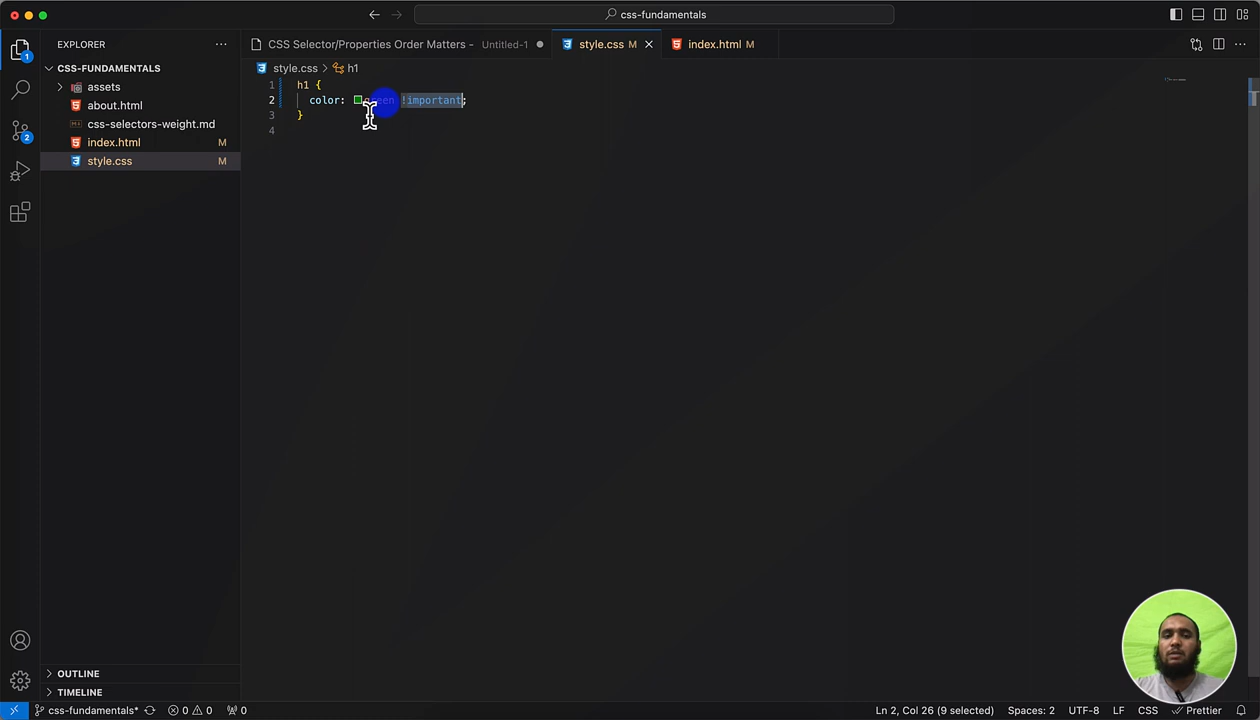 css-fundamentals
EXPLORER
CSS Selector/Properties Order Matters - Untitled-1
style.css M
index.html M
CSS-FUNDAMENTALS
assets
about.html
css-selectors-weight.md
index.html M
style.css M
style.css > h1
1 h1 {
2 color: green !important;
3 }
4
1
2
OUTLINE
TIMELINE
css-fundamentals* 0 0 0
Ln 2, Col 26 (9 selected) Spaces: 2 UTF-8 LF CSS Prettier